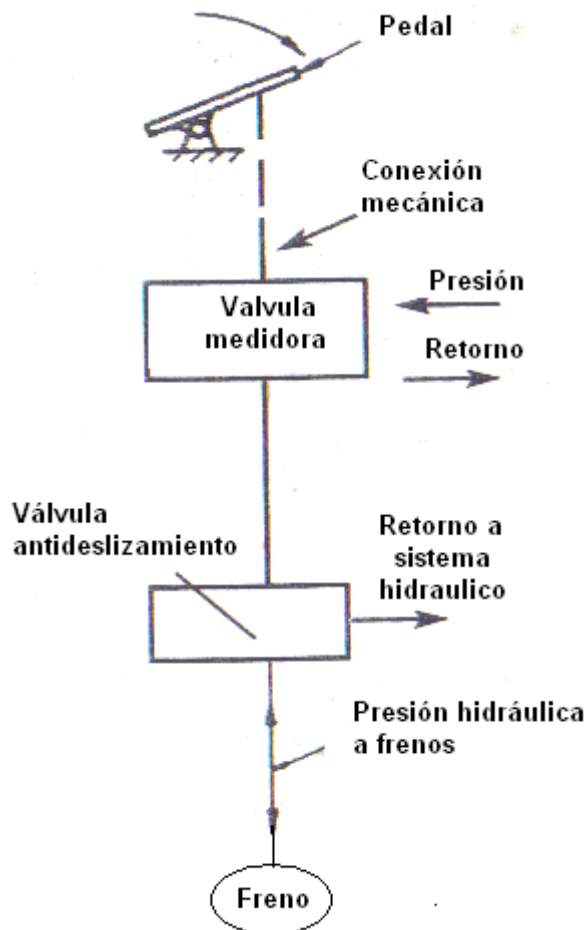 Pedal
Conexión
mecánica
Valvula
medidora
Presión
Retorno
Válvula
antideslizamiento
Retorno a
sistema
hidraulico
Presión hidráulica
a frenos
Freno